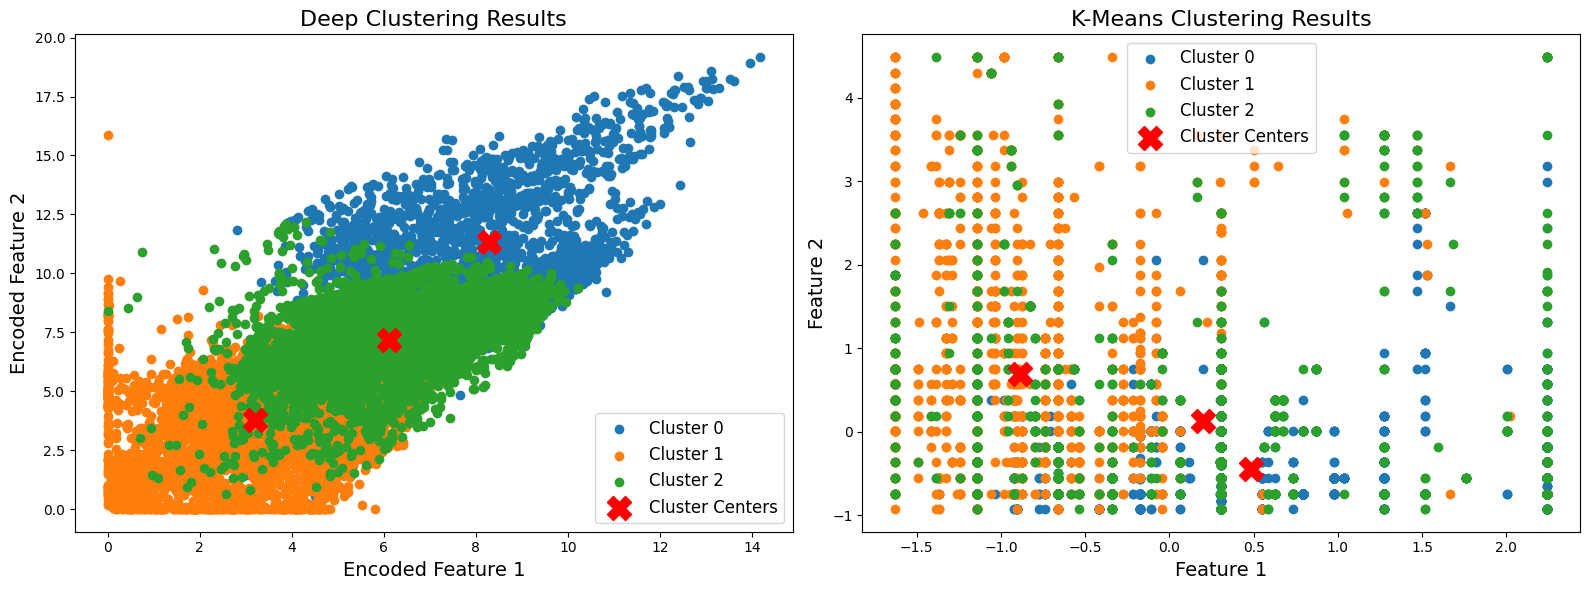 Deep Clustering Results
20.0
17.5
15.0
12.5
10.0
7.5
5.0
2.5
0.0
Encoded Feature 2
Cluster 0
Cluster 1
Cluster 2
Cluster Centers
0 2 4 6 8 10 12 14
Encoded Feature 1
K-Means Clustering Results
4
3
2
1
0
−1
Feature 2
Cluster 0
Cluster 1
Cluster 2
Cluster Centers
−1.5 −1.0 −0.5 0.0 0.5 1.0 1.5 2.0
Feature 1